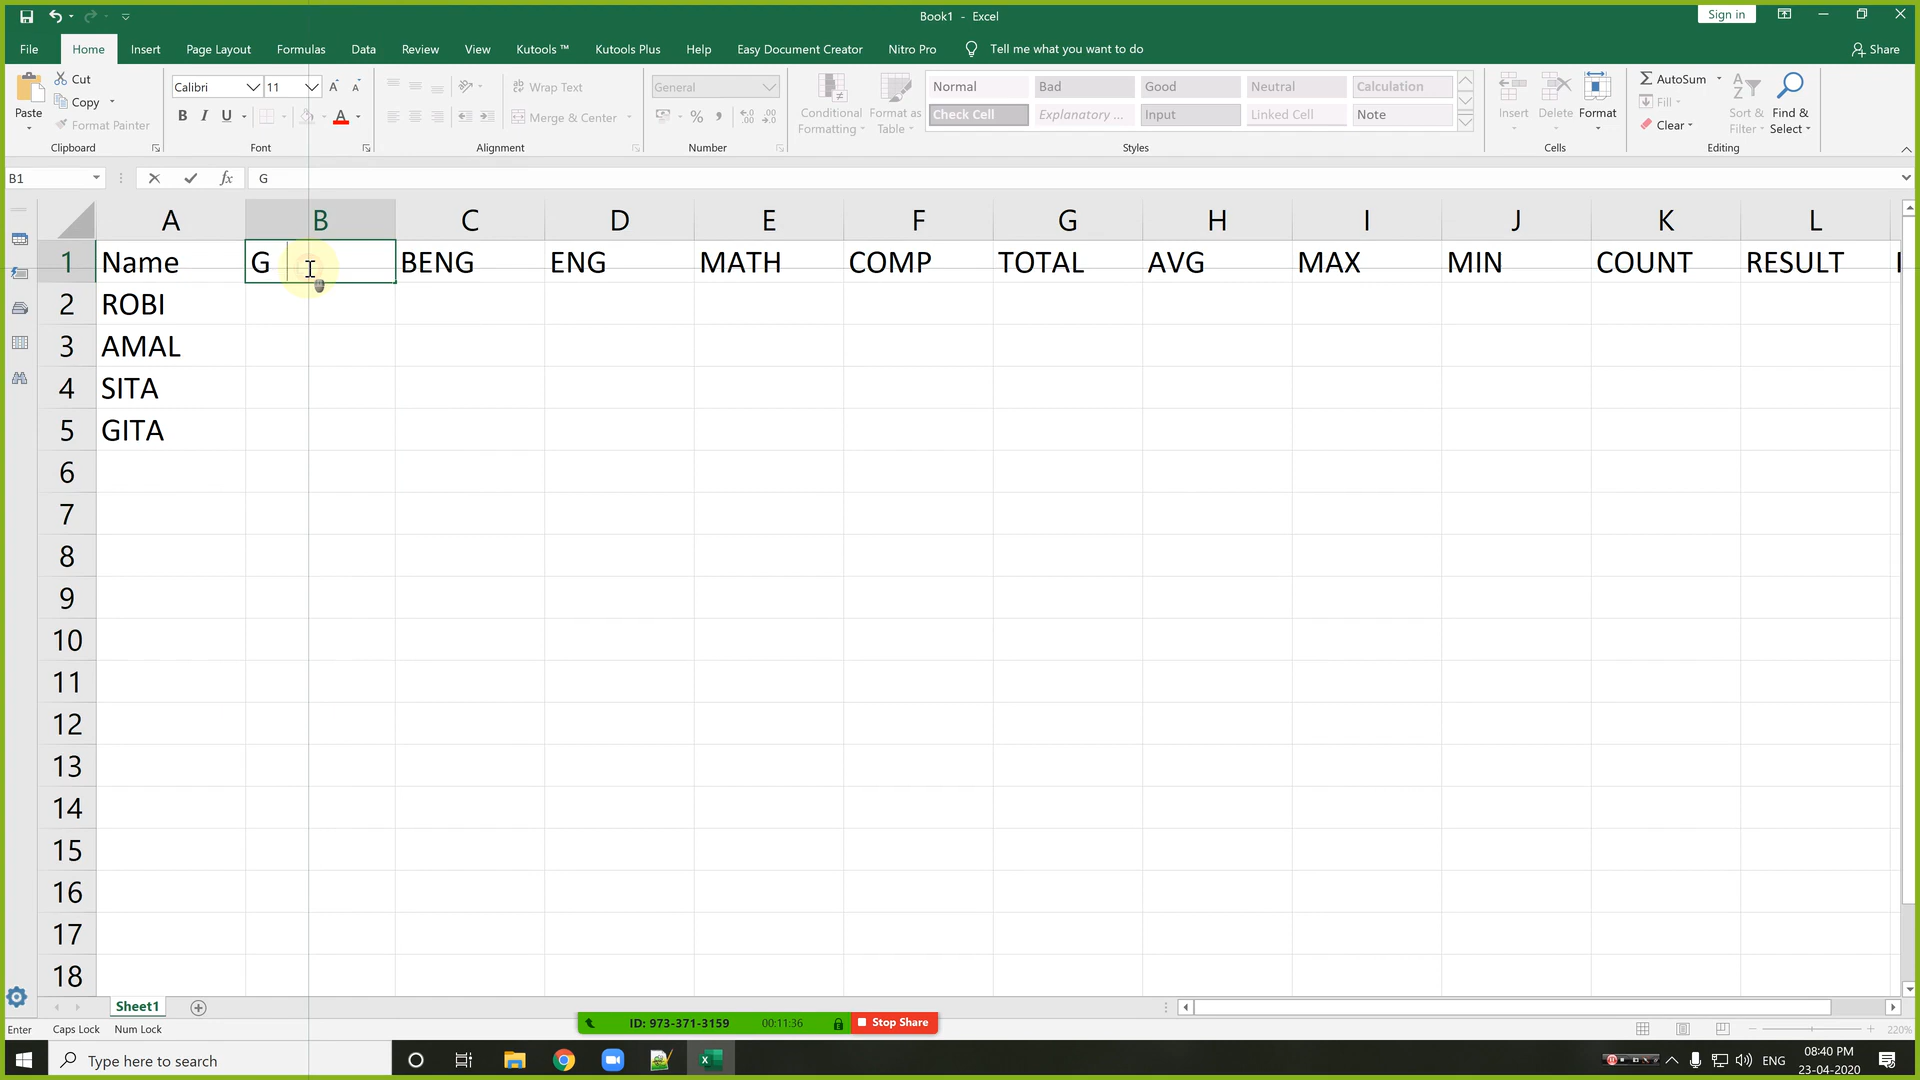 Book1 - Excel
Sign in
File Home Insert Page Layout Formulas Data Review View Kutools ™ Kutools Plus Help Easy Document Creator Nitro Pro Tell me what you want to do Share
Paste
Cut
Copy
Format Painter
Clipboard
Calibri 11
B I U
Font
Wrap Text
Merge & Center
Alignment
General
Number
Conditional Formatting
Format as Table
Normal Bad Good Neutral Calculation
Check Cell Explanatory ... Input Linked Cell Note
Styles
Insert Delete Format
Cells
AutoSum
Fill
Clear
Sort & Filter
Find & Select
Editing
B1 fx G
A B C D E F G H I J K L
1 Name G BENG ENG MATH COMP TOTAL AVG MAX MIN COUNT RESULT
2 ROBI
3 AMAL
4 SITA
5 GITA
6
7
8
9
10
11
12
13
14
15
16
17
18
Sheet1
Enter Caps Lock Num Lock
ID: 973-371-3159 00:11:36 Stop Share
220%
Type here to search
ENG
08:40 PM
23-04-2020